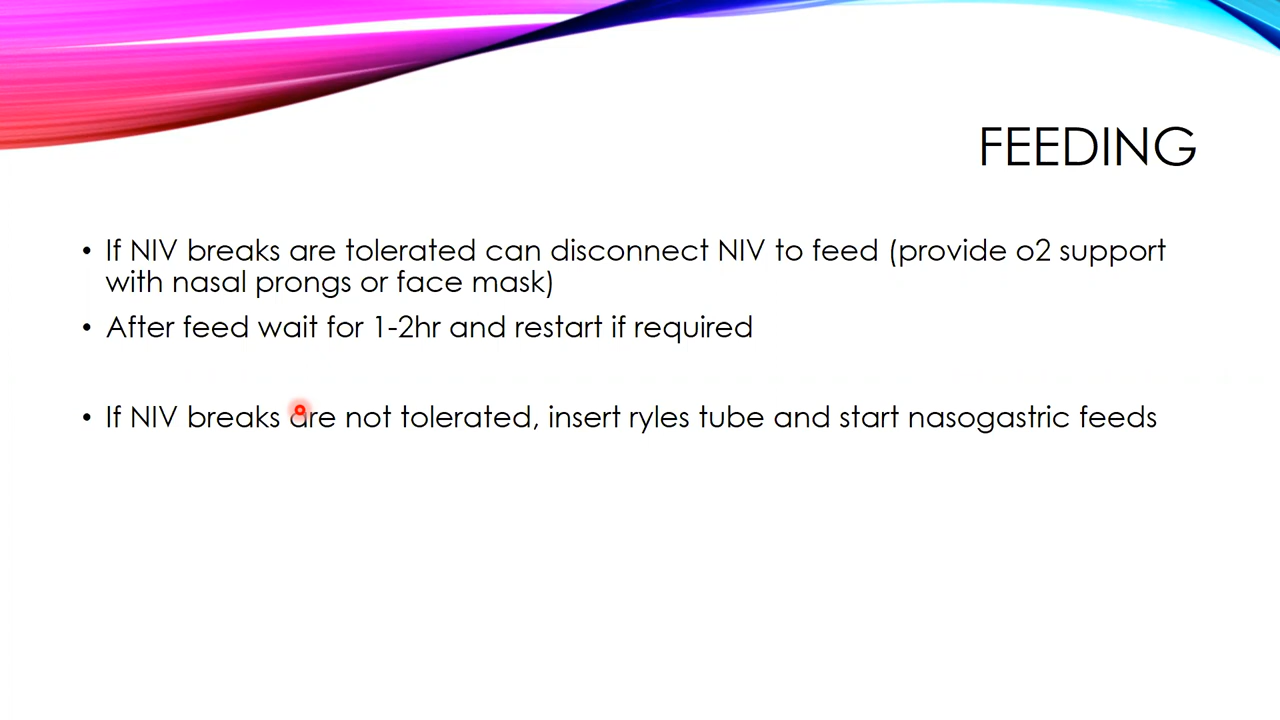 FEEDING
• If NIV breaks are tolerated can disconnect NIV to feed (provide o2 support
with nasal prongs or face mask)
• After feed wait for 1-2hr and restart if required
• If NIV breaks are not tolerated, insert ryles tube and start nasogastric feeds